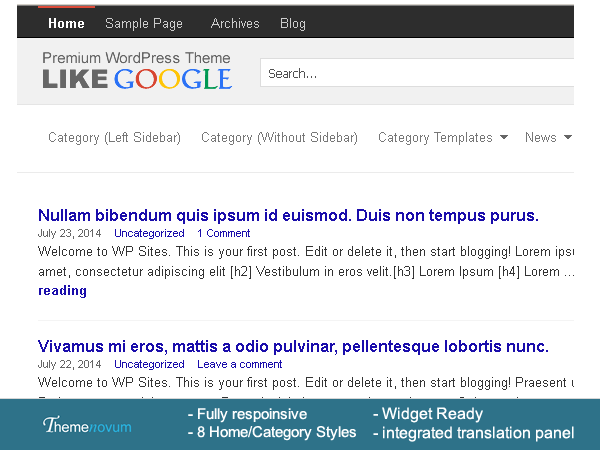 Home Sample Page Archives Blog
Premium WordPress Theme
LIKE GOOGLE
Search...
Category (Left Sidebar) Category (Without Sidebar) Category Templates News
Nullam bibendum quis ipsum id euismod. Duis non tempus purus.
July 23, 2014 Uncategorized 1 Comment
Welcome to WP Sites. This is your first post. Edit or delete it, then start blogging! Lorem
amet, consectetur adipiscing elit [h2] Vestibulum in eros velit.[h3] Lorem Ipsum [h4] Lorem ...
reading
Vivamus mi eros, mattis a odio pulvinar, pellentesque lobortis nunc.
July 22, 2014 Uncategorized Leave a comment
Welcome to WP Sites. This is your first post. Edit or delete it, then start blogging! Praesent
Themenovum
- Fully respoinsive
- 8 Home/Category Styles
- Widget Ready
- integrated translation panel